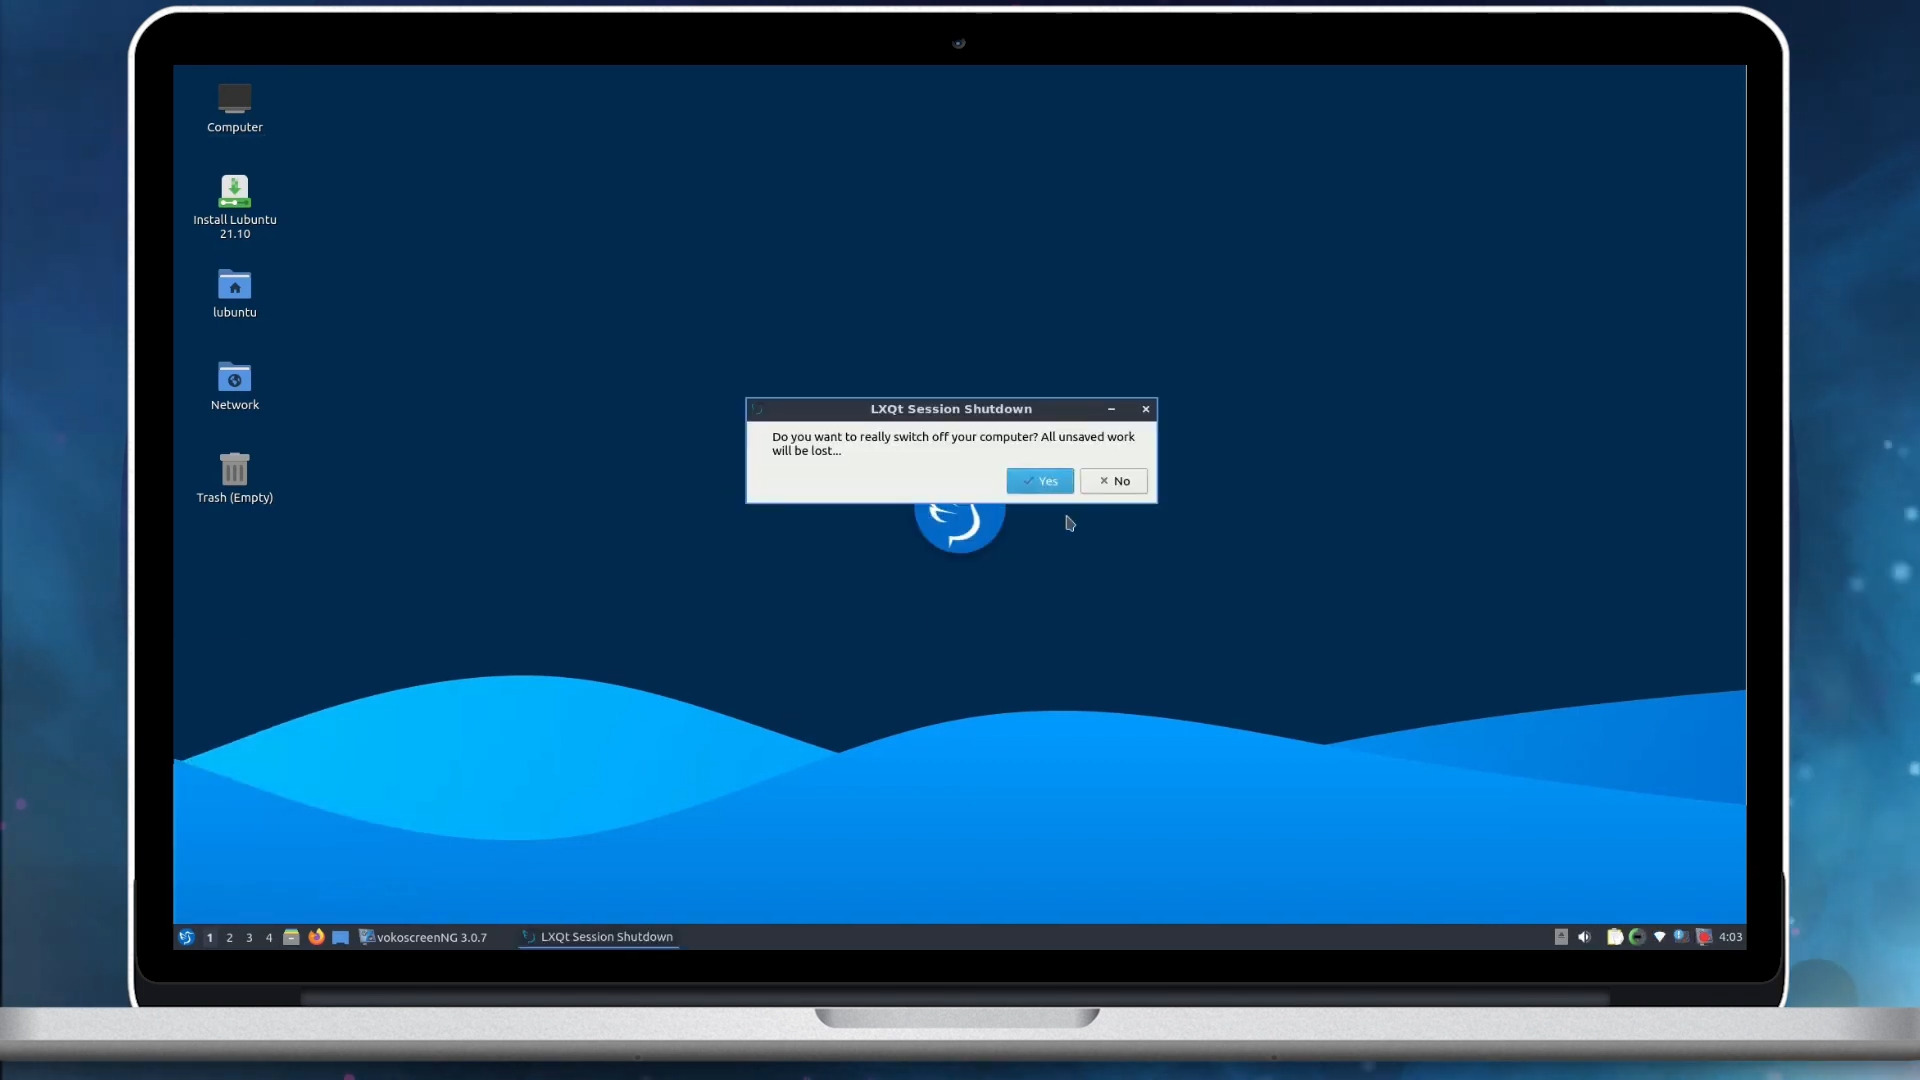 Computer
Install Lubuntu
21.10
lubuntu
Network
Trash (Empty)
LXQt Session Shutdown
Do you want to really switch off your computer? All unsaved work
will be lost...
Yes
No
1 2 3 4 vokoscreenNG 3.0.7 LXQt Session Shutdown 4:03